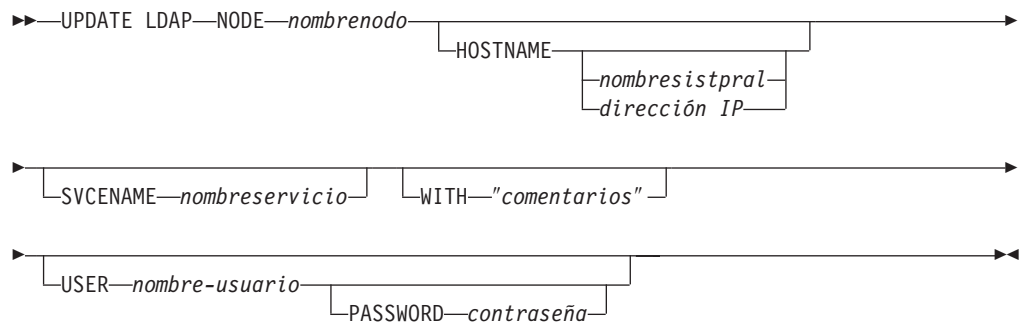 UPDATE LDAP NODE nombrenodo
HOSTNAME
nombresistpral
dirección IP
SVCENAME nombreservicio WITH "comentarios"
USER nombre-usuario
PASSWORD contraseña